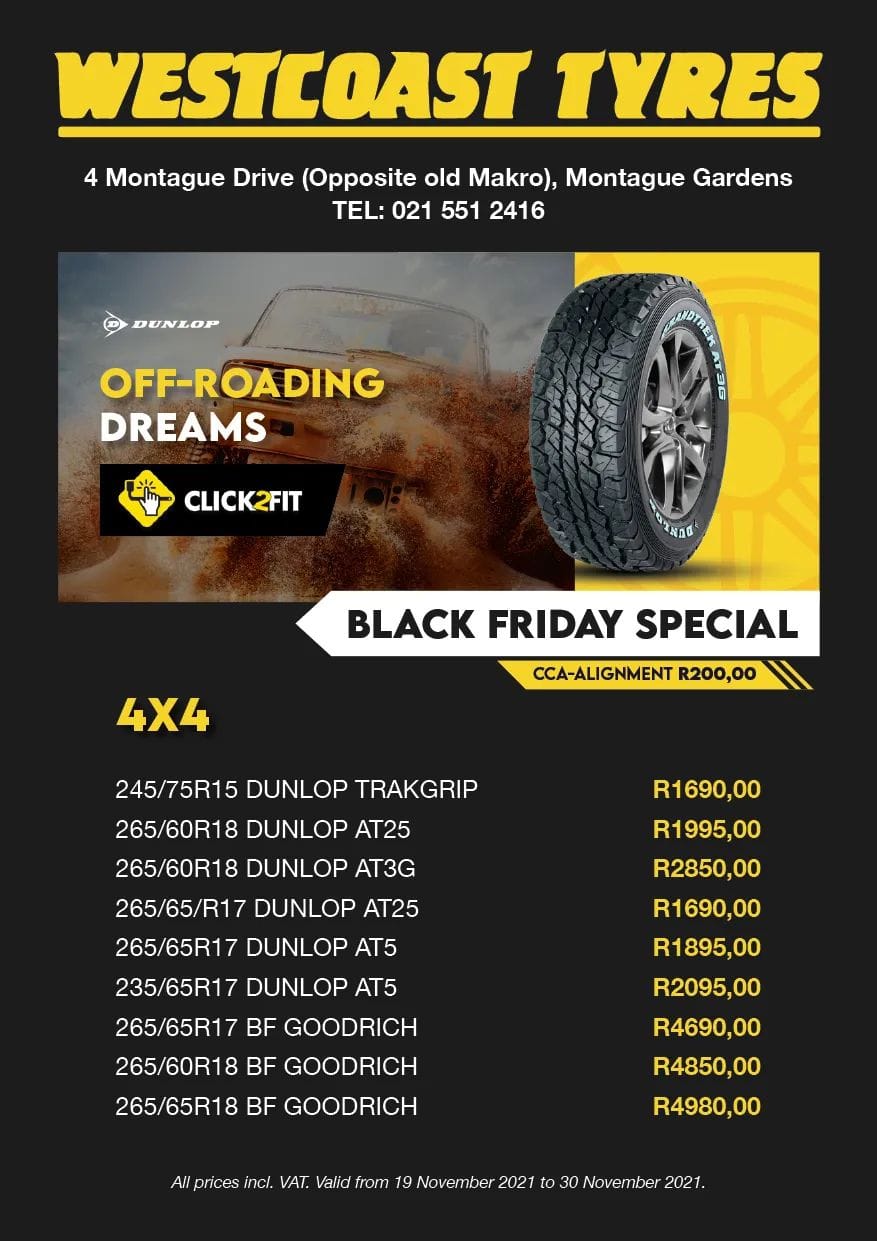 WESTCOAST TYRES
4 Montague Drive (Opposite old Makro), Montague Gardens
TEL: 021 551 2416
DUNLOP
OFF-ROADING
DREAMS
CLICK2FIT
GRANDTREK AT3G
DUNLOP
BLACK FRIDAY SPECIAL
CCA-ALIGNMENT R200,00
4X4
245/75R15 DUNLOP TRAKGRIP R1690,00
265/60R18 DUNLOP AT25 R1995,00
265/60R18 DUNLOP AT3G R2850,00
265/65/R17 DUNLOP AT25 R1690,00
265/65R17 DUNLOP AT5 R1895,00
235/65R17 DUNLOP AT5 R2095,00
265/65R17 BF GOODRICH R4690,00
265/60R18 BF GOODRICH R4850,00
265/65R18 BF GOODRICH R4980,00
All prices incl. VAT. Valid from 19 November 2021 to 30 November 2021.